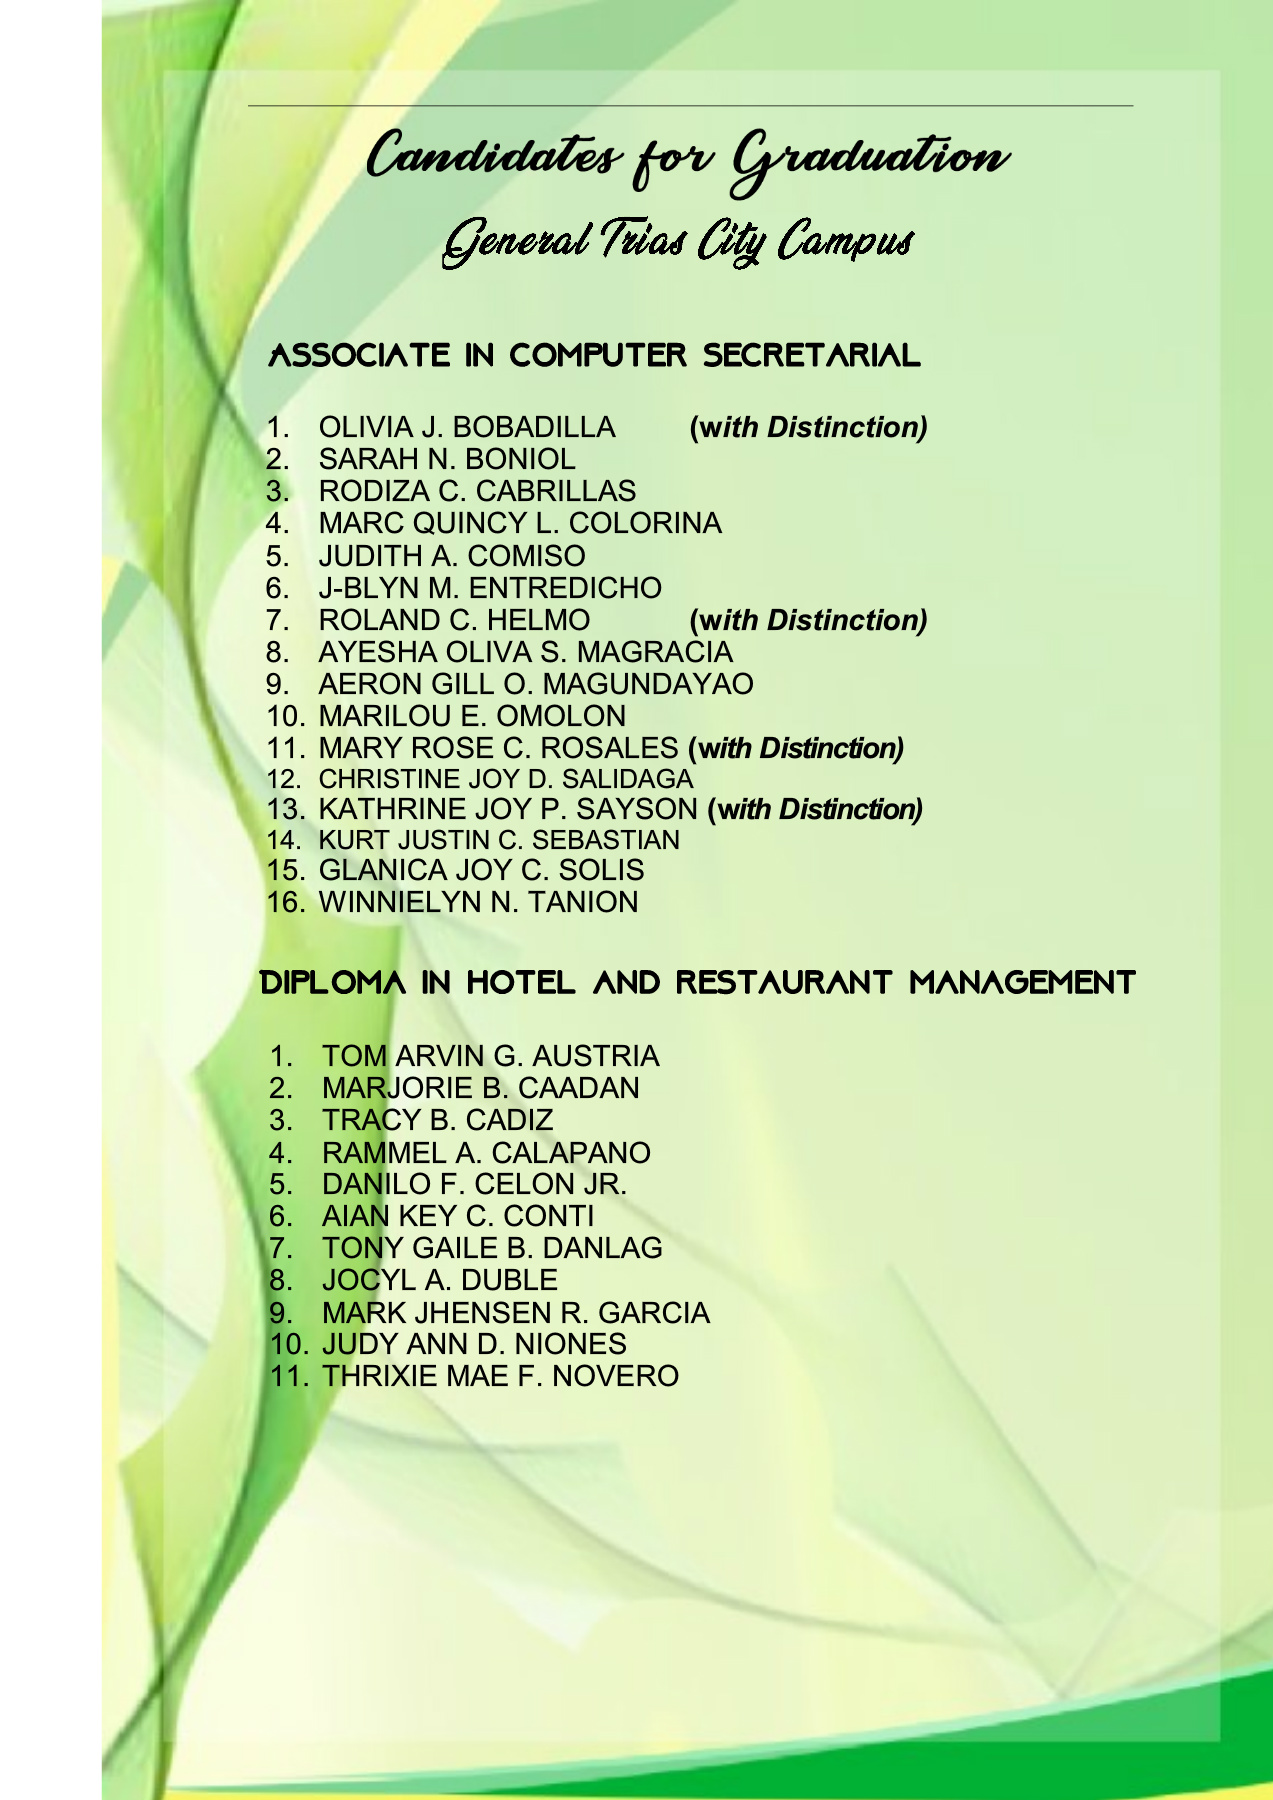 Candidates for Graduation
General Trias City Campus
ASSOCIATE IN COMPUTER SECRETARIAL
1. OLIVIA J. BOBADILLA (with Distinction)
2. SARAH N. BONIOL
3. RODIZA C. CABRILLAS
4. MARC QUINCY L. COLORINA
5. JUDITH A. COMISO
6. J-BLYN M. ENTREDICHO
7. ROLAND C. HELMO (with Distinction)
8. AYESHA OLIVA S. MAGRACIA
9. AERON GILL O. MAGUNDAYAO
10. MARILOU E. OMOLON
11. MARY ROSE C. ROSALES (with Distinction)
12. CHRISTINE JOY D. SALIDAGA
13. KATHRINE JOY P. SAYSON (with Distinction)
14. KURT JUSTIN C. SEBASTIAN
15. GLANICA JOY C. SOLIS
16. WINNIELYN N. TANION
DIPLOMA IN HOTEL AND RESTAURANT MANAGEMENT
1. TOM ARVIN G. AUSTRIA
2. MARJORIE B. CAADAN
3. TRACY B. CADIZ
4. RAMMEL A. CALAPANO
5. DANILO F. CELON JR.
6. AIAN KEY C. CONTI
7. TONY GAILE B. DANLAG
8. JOCYL A. DUBLE
9. MARK JHENSEN R. GARCIA
10. JUDY ANN D. NIONES
11. THRIXIE MAE F. NOVERO